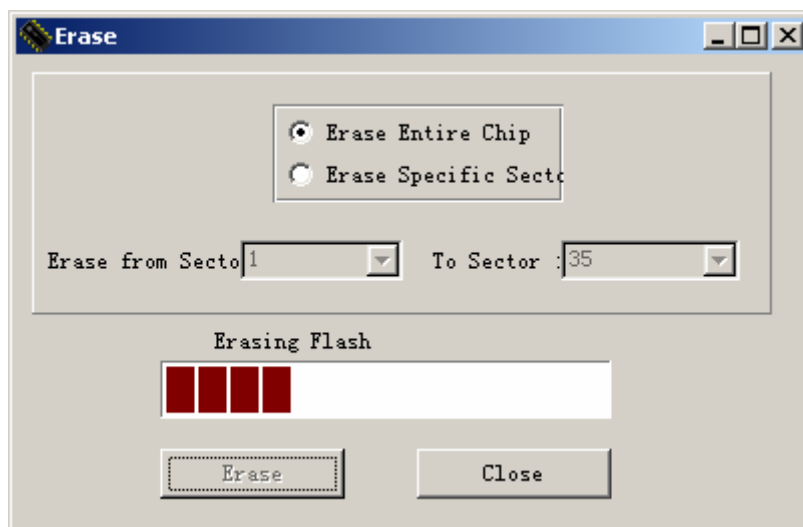 Erase
Erase Entire Chip
Erase Specific Secto
Erase from Secto 1 To Sector : 35
Erasing Flash
Erase Close